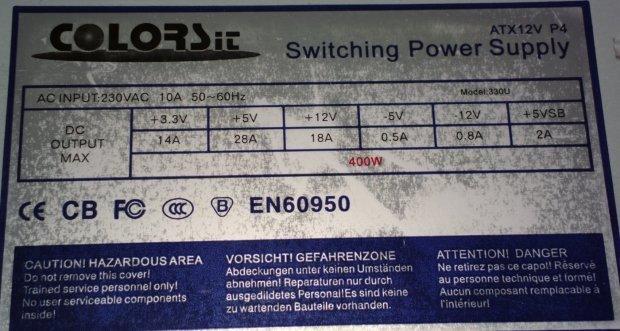 COLORSit
ATX12V P4
Switching Power Supply
AC INPUT:230VAC 10A 50~60Hz Model:330U
DC OUTPUT MAX +3.3V +5V +12V -5V -12V +5VSB
14A 28A 18A 0.5A 0.8A 2A
400W
CE CB FC CCC B EN60950
CAUTION! HAZARDOUS AREA
Do not remove this cover!
Trained service personnel only!
No user serviceable components
inside!
VORSICHT! GEFAHRENZONE
Abdeckungen unter keinen Umständen
abnehmen! Reparaturen nur durch
ausgedildetes Personal!Es sind keine
zu wartenden Bauteile vorhanden.
ATTENTION! DANGER
Ne retirez pas ce capot! Réservé
au personne technique et forme!
Aucun composant remplacable à
l'intérieur!